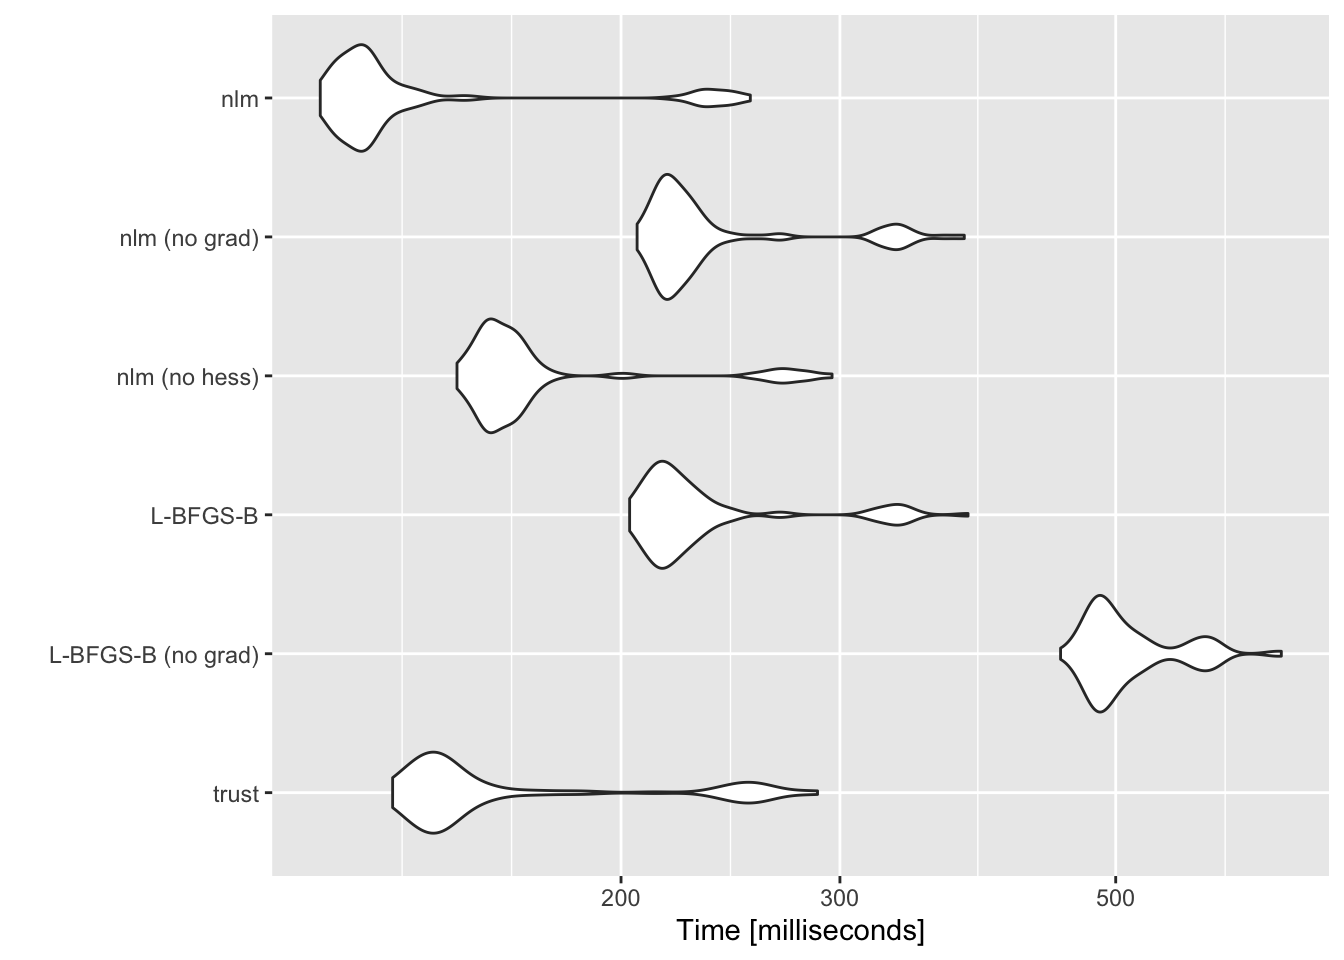 nlm
nlm (no grad)
nlm (no hess)
L-BFGS-B
L-BFGS-B (no grad)
trust
200 300 500
Time [milliseconds]